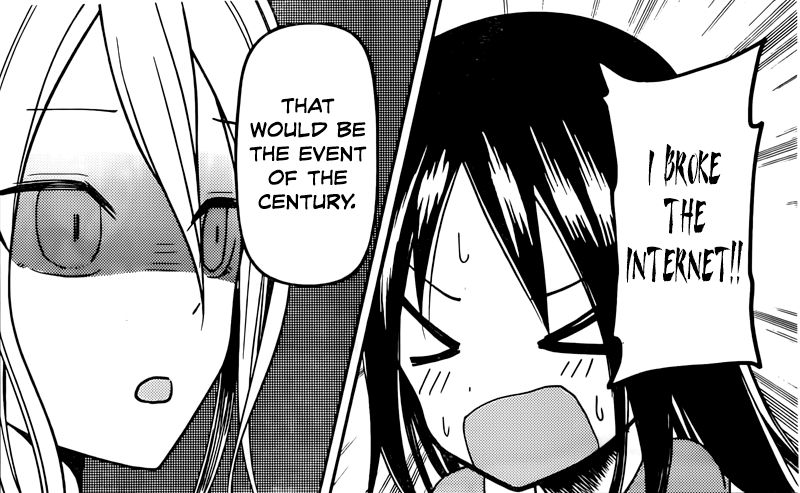 I BROKE
THE
INTERNET!!
THAT
WOULD BE
THE EVENT
OF THE
CENTURY.